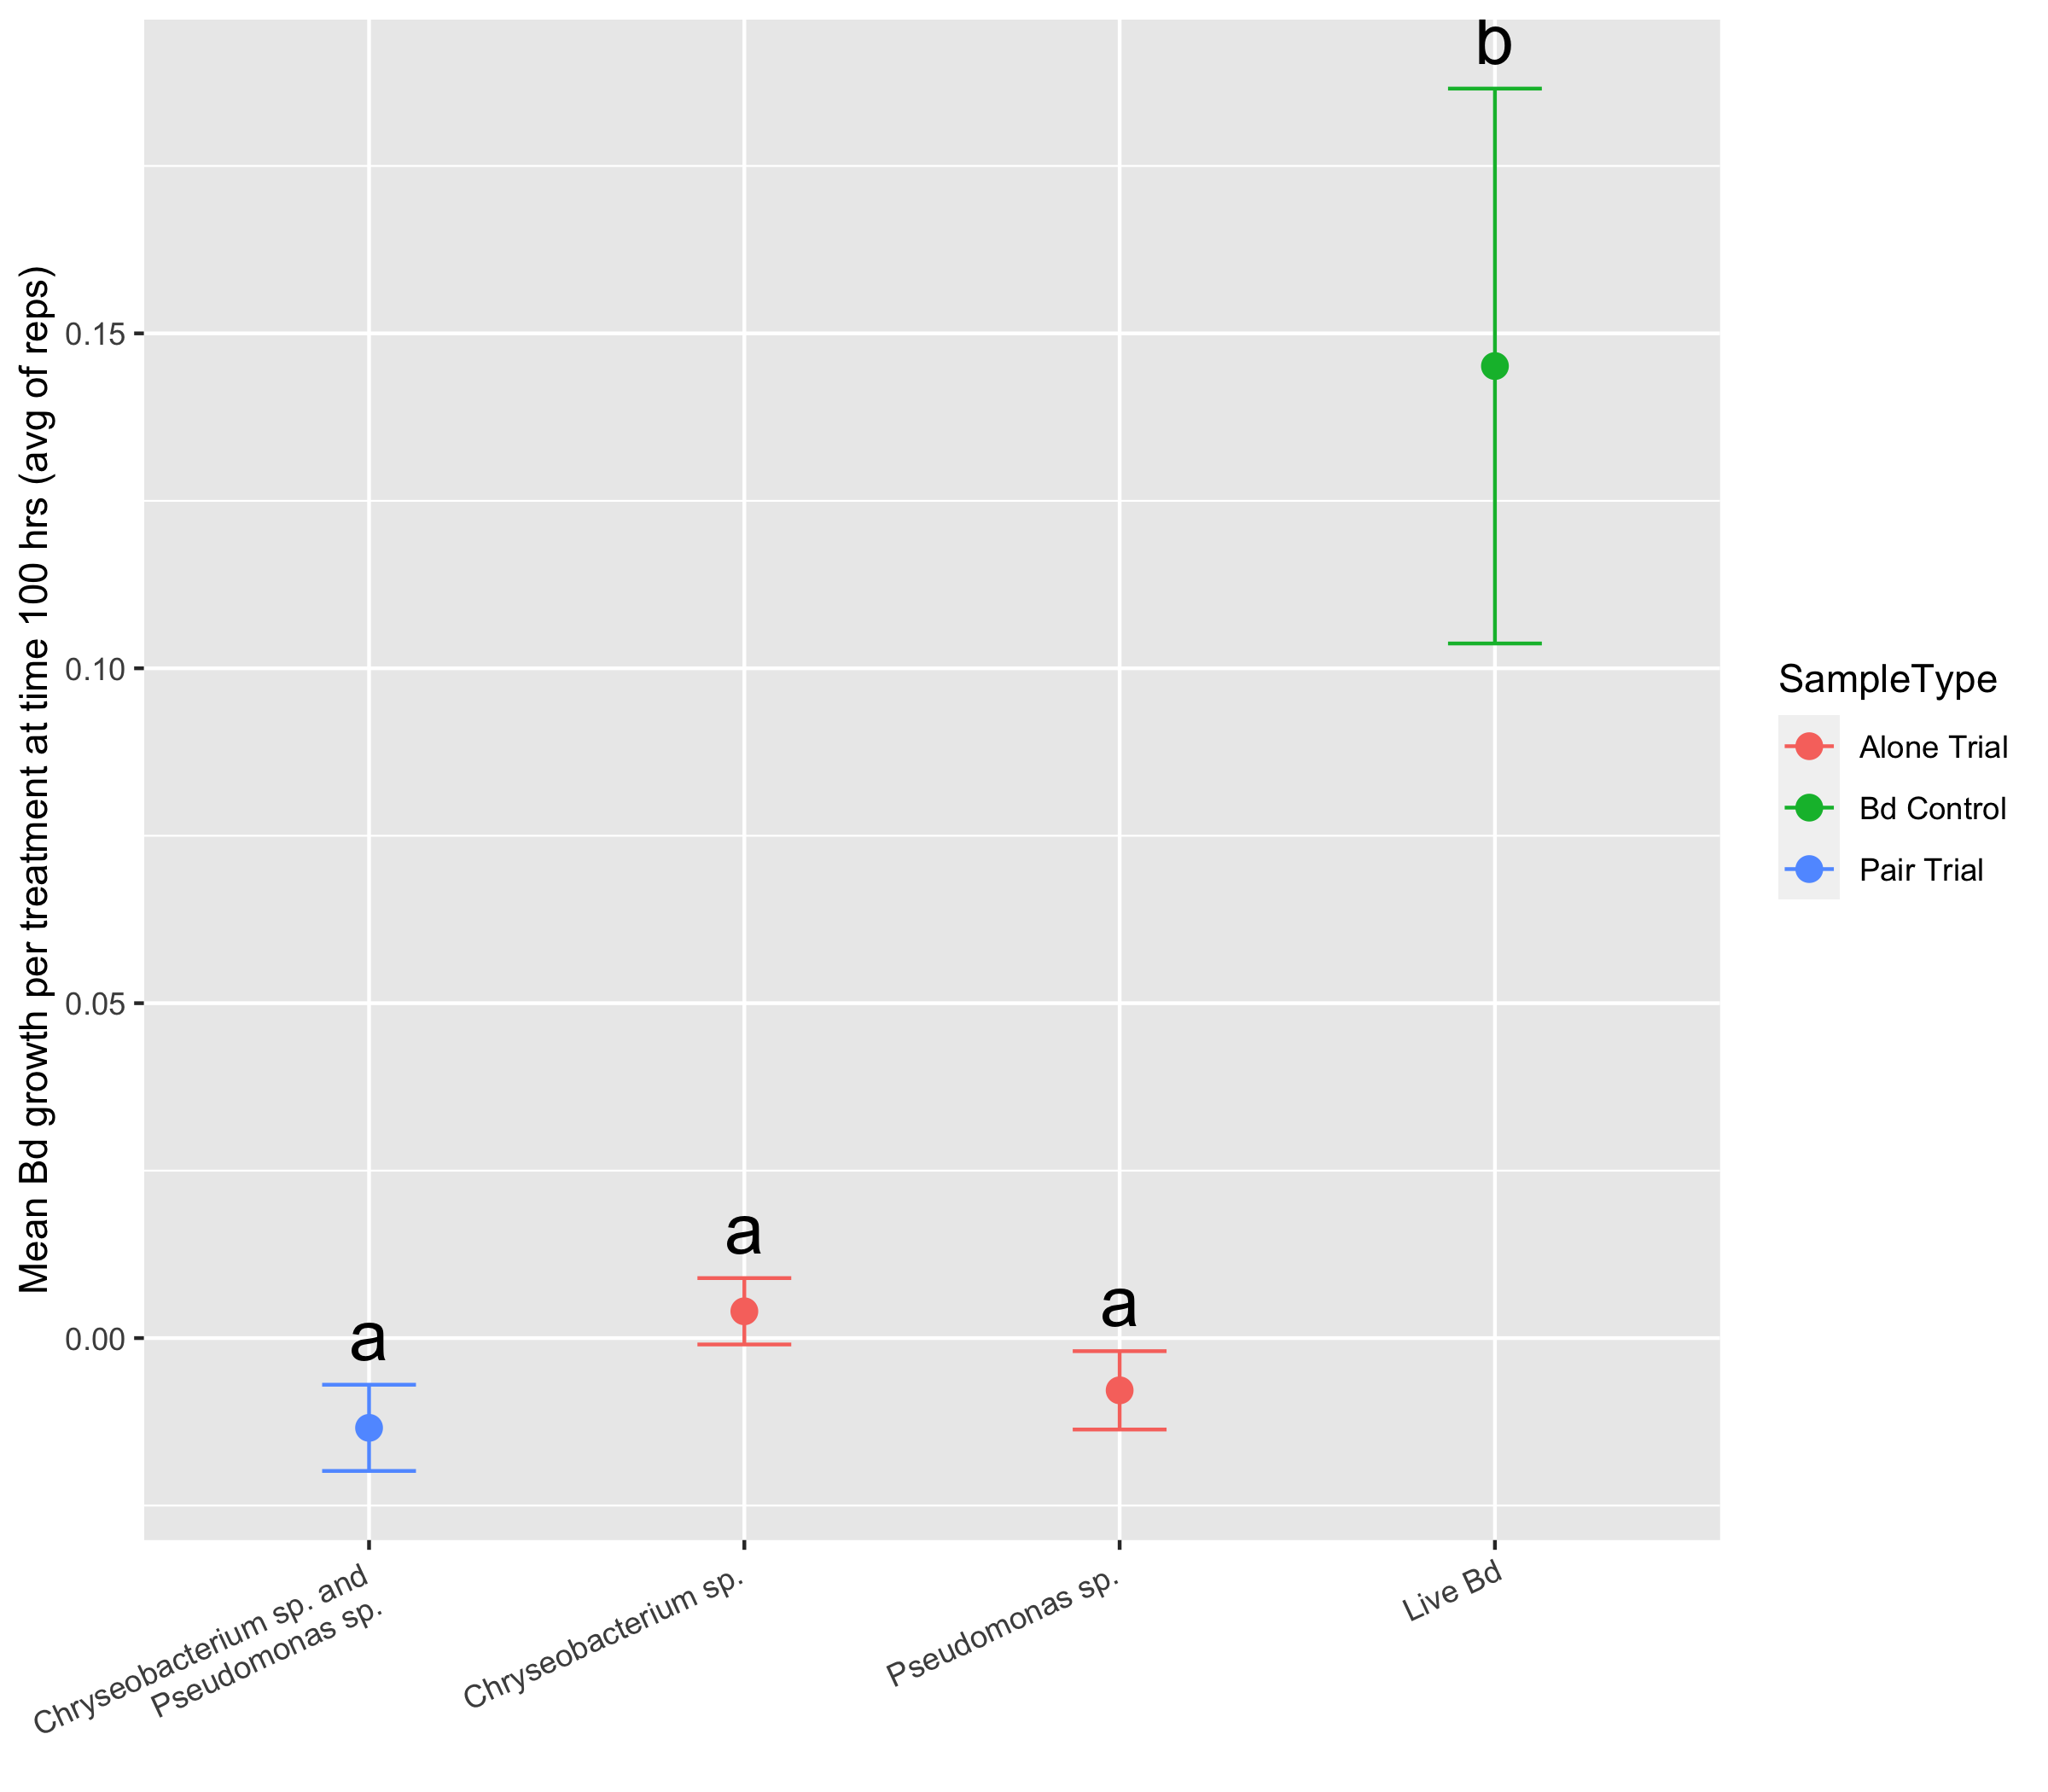 Mean Bd growth per treatment at time 100 hrs (avg of reps)
0.15
0.10
0.05
0.00
b
a
a
a
Chryseobacterium sp. and
Pseudomonas sp.
Chryseobacterium sp.
Pseudomonas sp.
Live Bd
SampleType
Alone Trial
Bd Control
Pair Trial